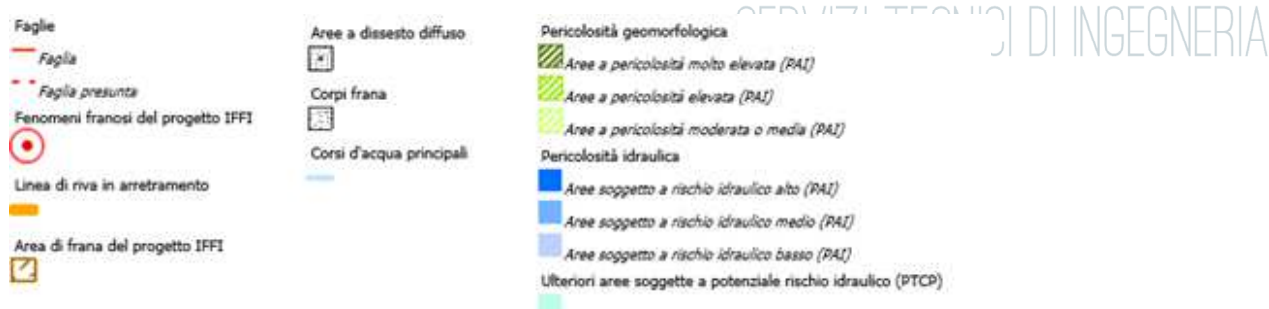 SERVIZI TECNICI DI INGEGNERIA
Faglie
Faglia
Faglia presunta
Fenomeni franosi del progetto IFFI
Linea di riva in arretramento
Area di frana del progetto IFFI
Aree a dissesto diffuso
Corpi frana
Corsi d'acqua principali
Pericolosità geomorfologica
Aree a pericolosità molto elevata (PAI)
Aree a pericolosità elevata (PAI)
Aree a pericolosità moderata o media (PAI)
Pericolosità idraulica
Aree soggetto a rischio idraulico alto (PAI)
Aree soggetto a rischio idraulico medio (PAI)
Aree soggetto a rischio idraulico basso (PAI)
Ulteriori aree soggette a potenziale rischio idraulico (PTCP)